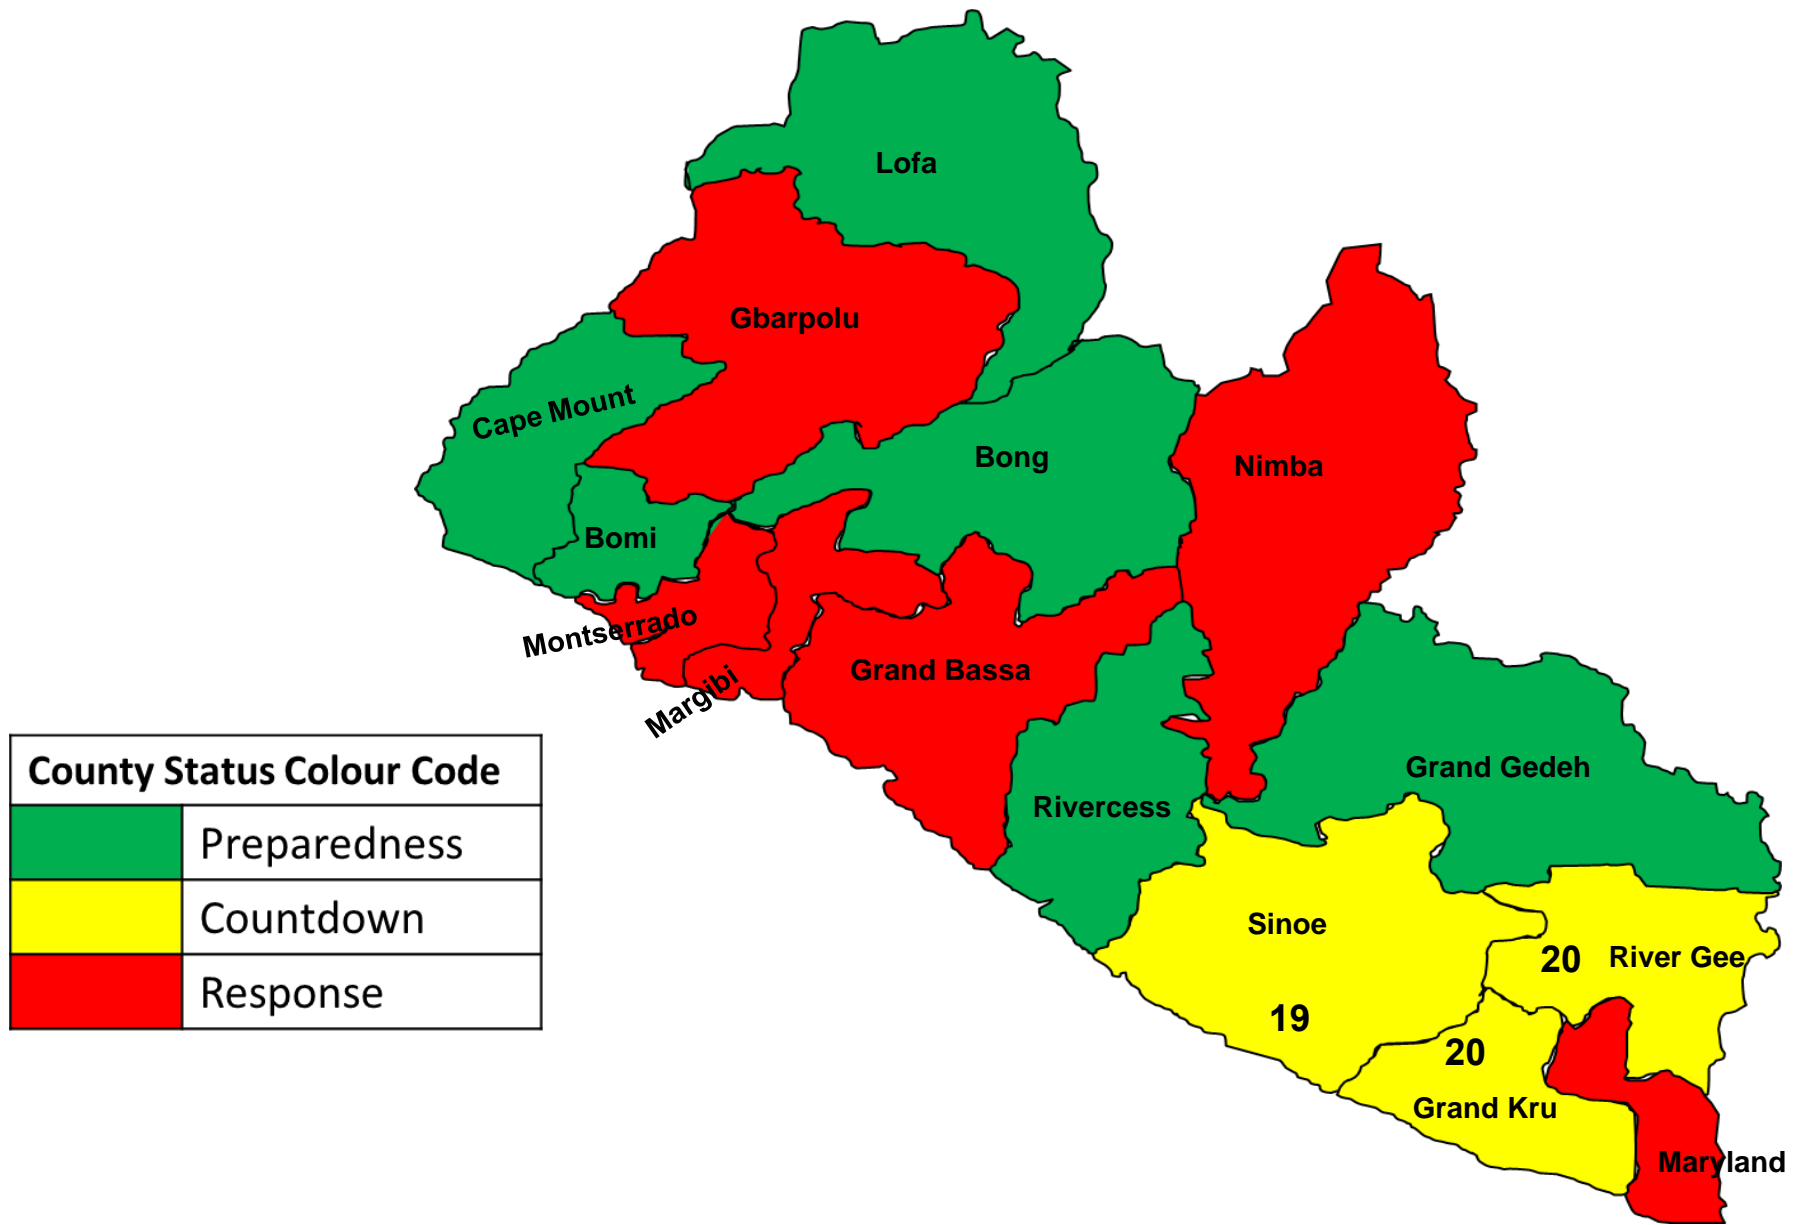 Lofa
Gbarpolu
Cape Mount
Bong
Nimba
Bomi
Montserrado
Margibi
Grand Bassa
Grand Gedeh
Rivercess
Sinoe
19
20 River Gee
20
Grand Kru
Maryland
County Status Colour Code
Preparedness
Countdown
Response